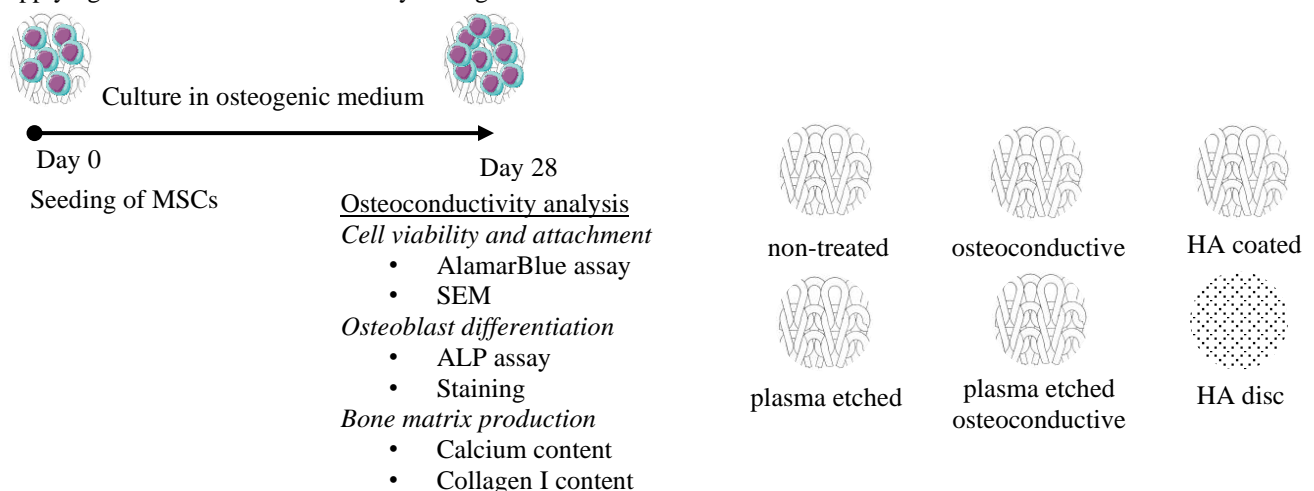 Culture in osteogenic medium
Day 0
Day 28
Seeding of MSCs
Osteoconductivity analysis
Cell viability and attachment
• AlamarBlue assay
• SEM
Osteoblast differentiation
• ALP assay
• Staining
Bone matrix production
• Calcium content
• Collagen I content
non-treated
osteoconductive
HA coated
plasma etched
plasma etched
osteoconductive
HA disc